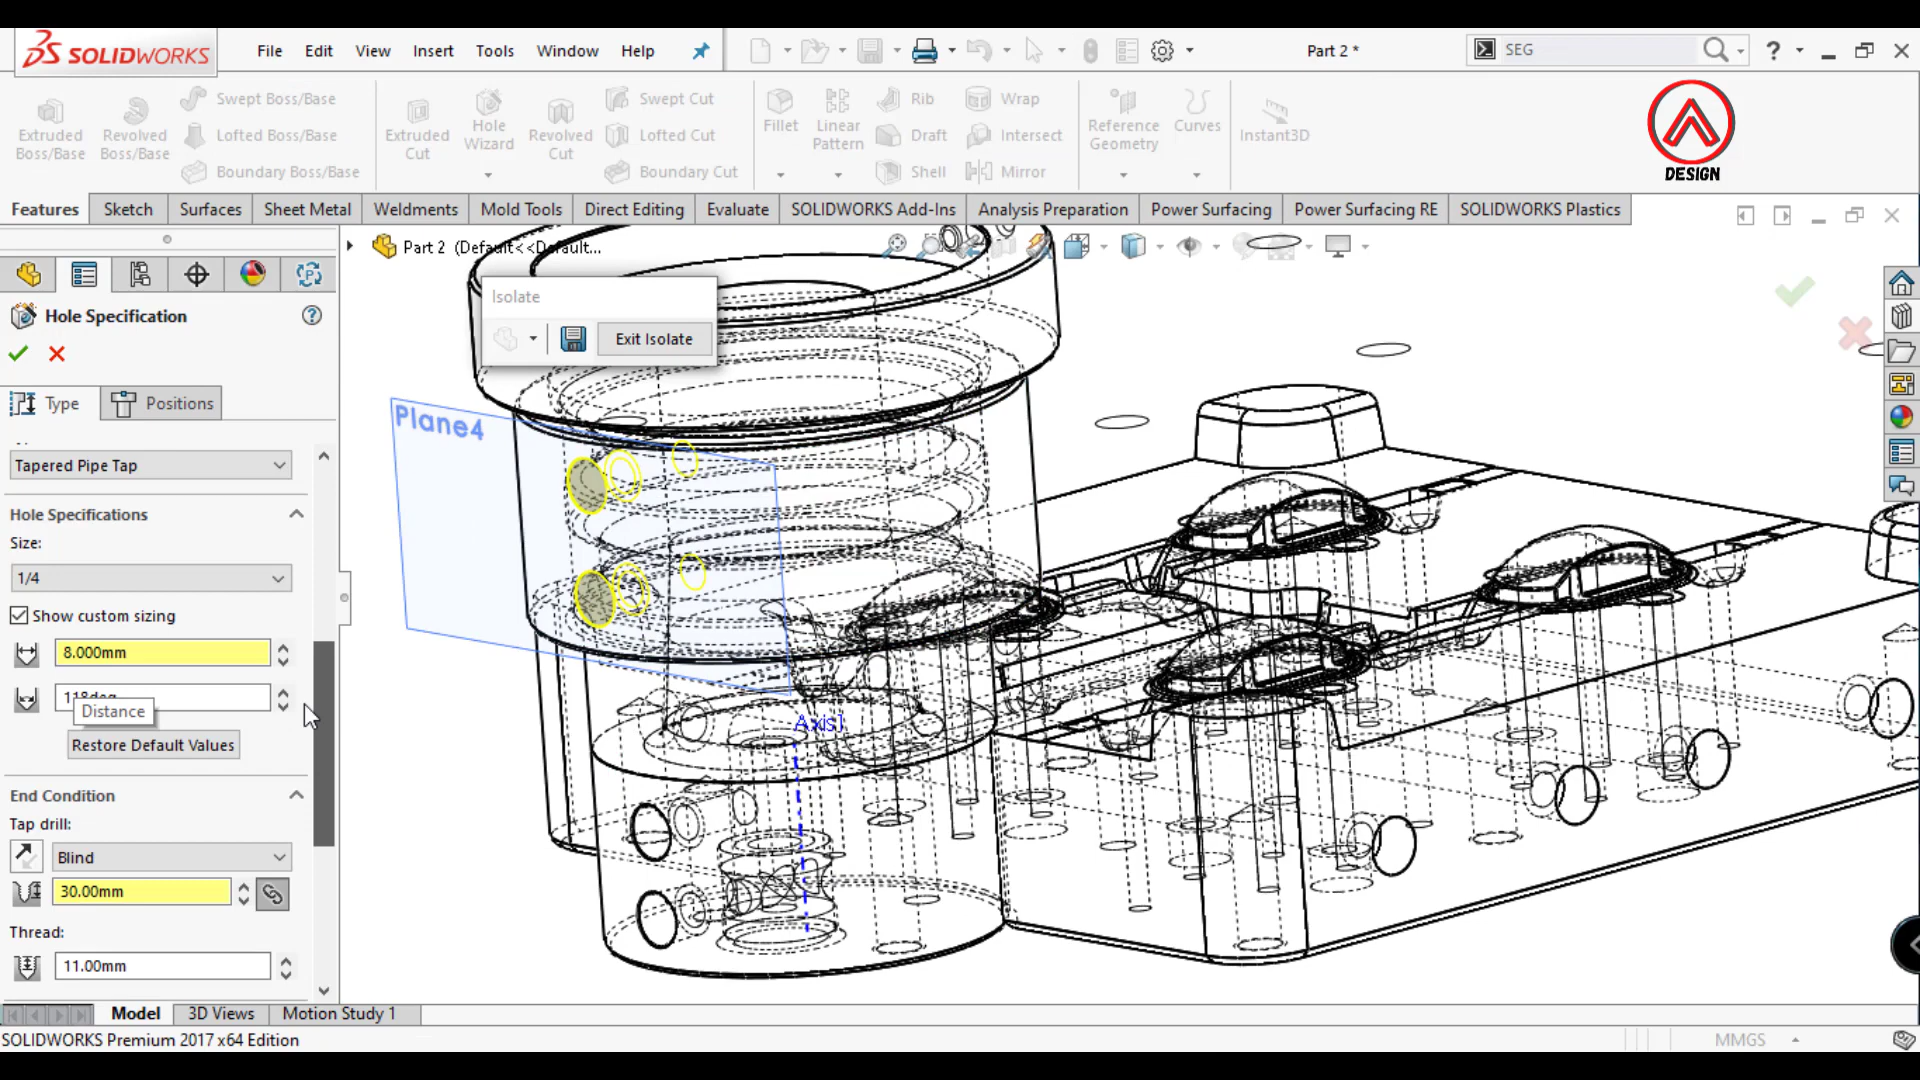 SOLIDWORKS File Edit View Insert Tools Window Help Part 2 * SEG ?
Extruded Boss/Base
Revolved Boss/Base
Swept Boss/Base
Lofted Boss/Base
Boundary Boss/Base
Extruded Cut
Hole Wizard
Revolved Cut
Swept Cut
Lofted Cut
Boundary Cut
Fillet
Linear Pattern
Rib
Draft
Shell
Wrap
Intersect
Mirror
Reference Geometry
Curves
Instant3D
DESIGN
Features Sketch Surfaces Sheet Metal Weldments Mold Tools Direct Editing Evaluate SOLIDWORKS Add-Ins Analysis Preparation Power Surfacing Power Surfacing RE SOLIDWORKS Plastics
Part 2 (Default<<Default...
Isolate
Exit Isolate
Hole Specification
Type Positions
Tapered Pipe Tap
Hole Specifications
Size:
1/4
Show custom sizing
8.000mm
118deg
Distance
Restore Default Values
End Condition
Tap drill:
Blind
30.00mm
Thread:
11.00mm
Plane4
Axis1
Model 3D Views Motion Study 1
SOLIDWORKS Premium 2017 x64 Edition MMGS